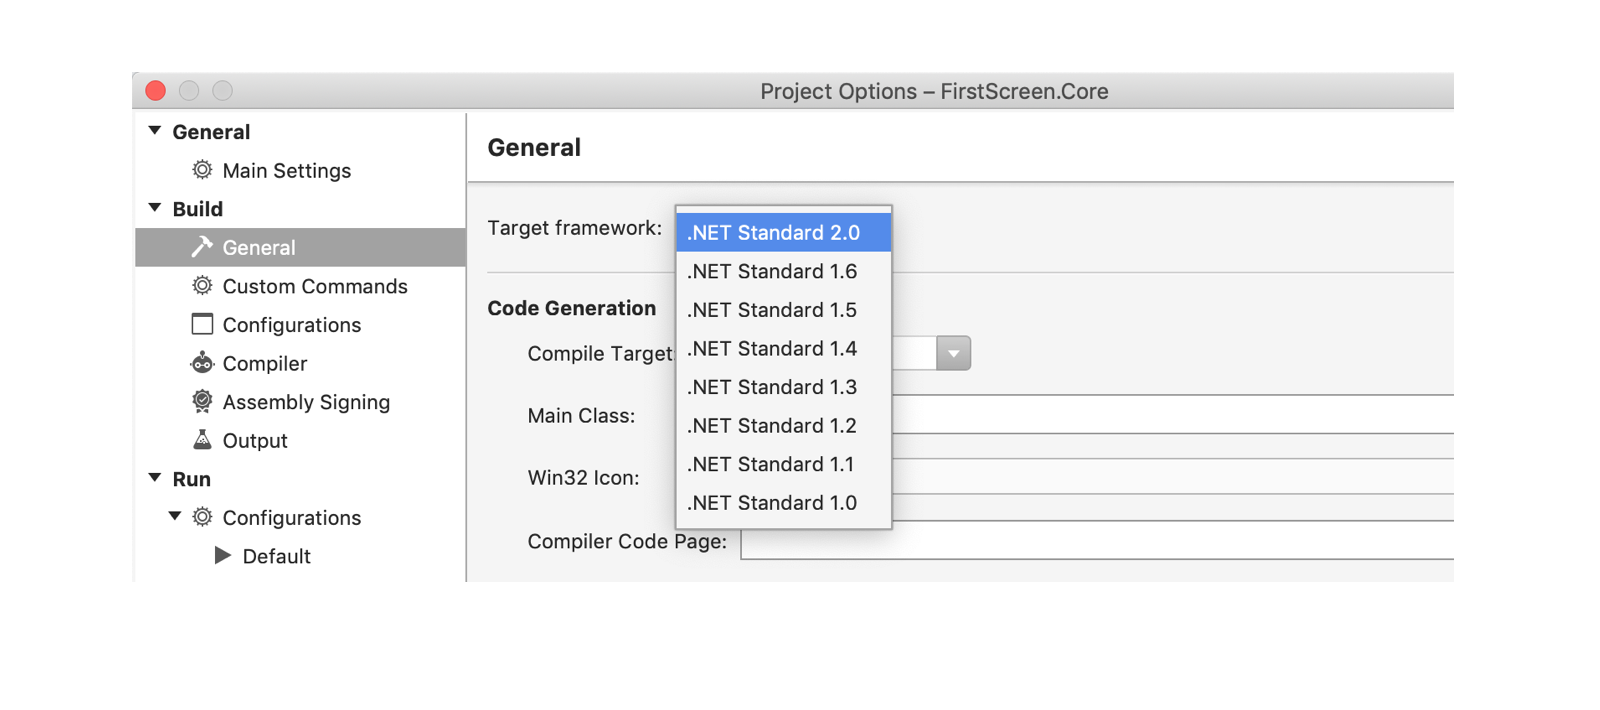 Project Options – FirstScreen.Core
General
Main Settings
Build
General
Custom Commands
Configurations
Compiler
Assembly Signing
Output
Run
Configurations
Default
General
Target framework:
.NET Standard 2.0
.NET Standard 1.6
.NET Standard 1.5
.NET Standard 1.4
.NET Standard 1.3
.NET Standard 1.2
.NET Standard 1.1
.NET Standard 1.0
Code Generation
Compile Target:
Main Class:
Win32 Icon:
Compiler Code Page: